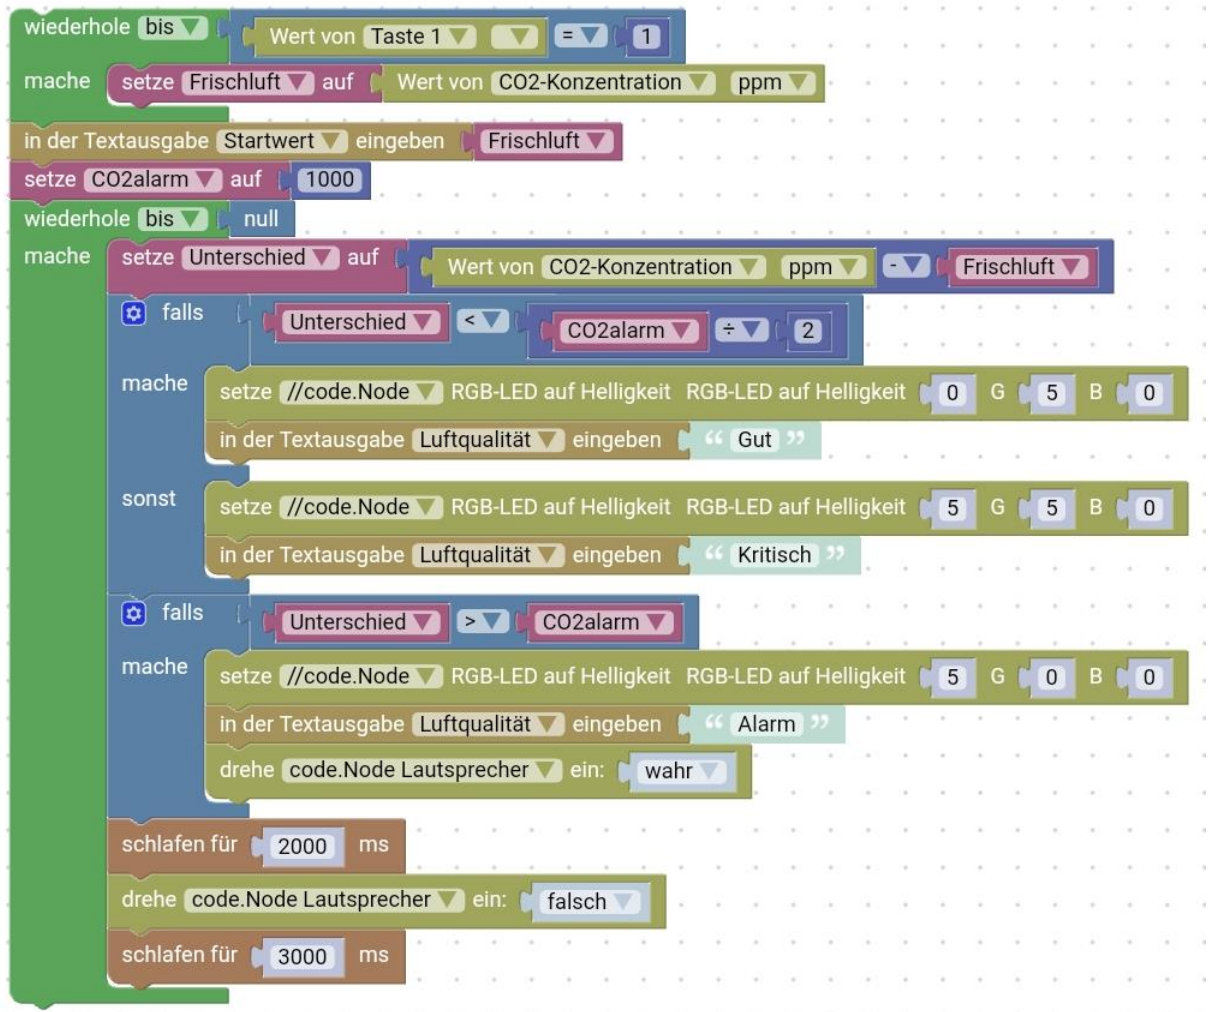 wiederhole bis Wert von Taste 1 = 1
mache setze Frischluft auf Wert von CO2-Konzentration ppm
in der Textausgabe Startwert eingeben Frischluft
setze CO2alarm auf 1000
wiederhole bis null
mache setze Unterschied auf Wert von CO2-Konzentration ppm - Frischluft
falls Unterschied < CO2alarm ÷ 2
mache setze //code.Node RGB-LED auf Helligkeit RGB-LED auf Helligkeit 0 G 5 B 0
in der Textausgabe Luftqualität eingeben “ Gut ”
sonst setze //code.Node RGB-LED auf Helligkeit RGB-LED auf Helligkeit 5 G 5 B 0
in der Textausgabe Luftqualität eingeben “ Kritisch ”
falls Unterschied > CO2alarm
mache setze //code.Node RGB-LED auf Helligkeit RGB-LED auf Helligkeit 5 G 0 B 0
in der Textausgabe Luftqualität eingeben “ Alarm ”
drehe code.Node Lautsprecher ein: wahr
schlafen für 2000 ms
drehe code.Node Lautsprecher ein: falsch
schlafen für 3000 ms